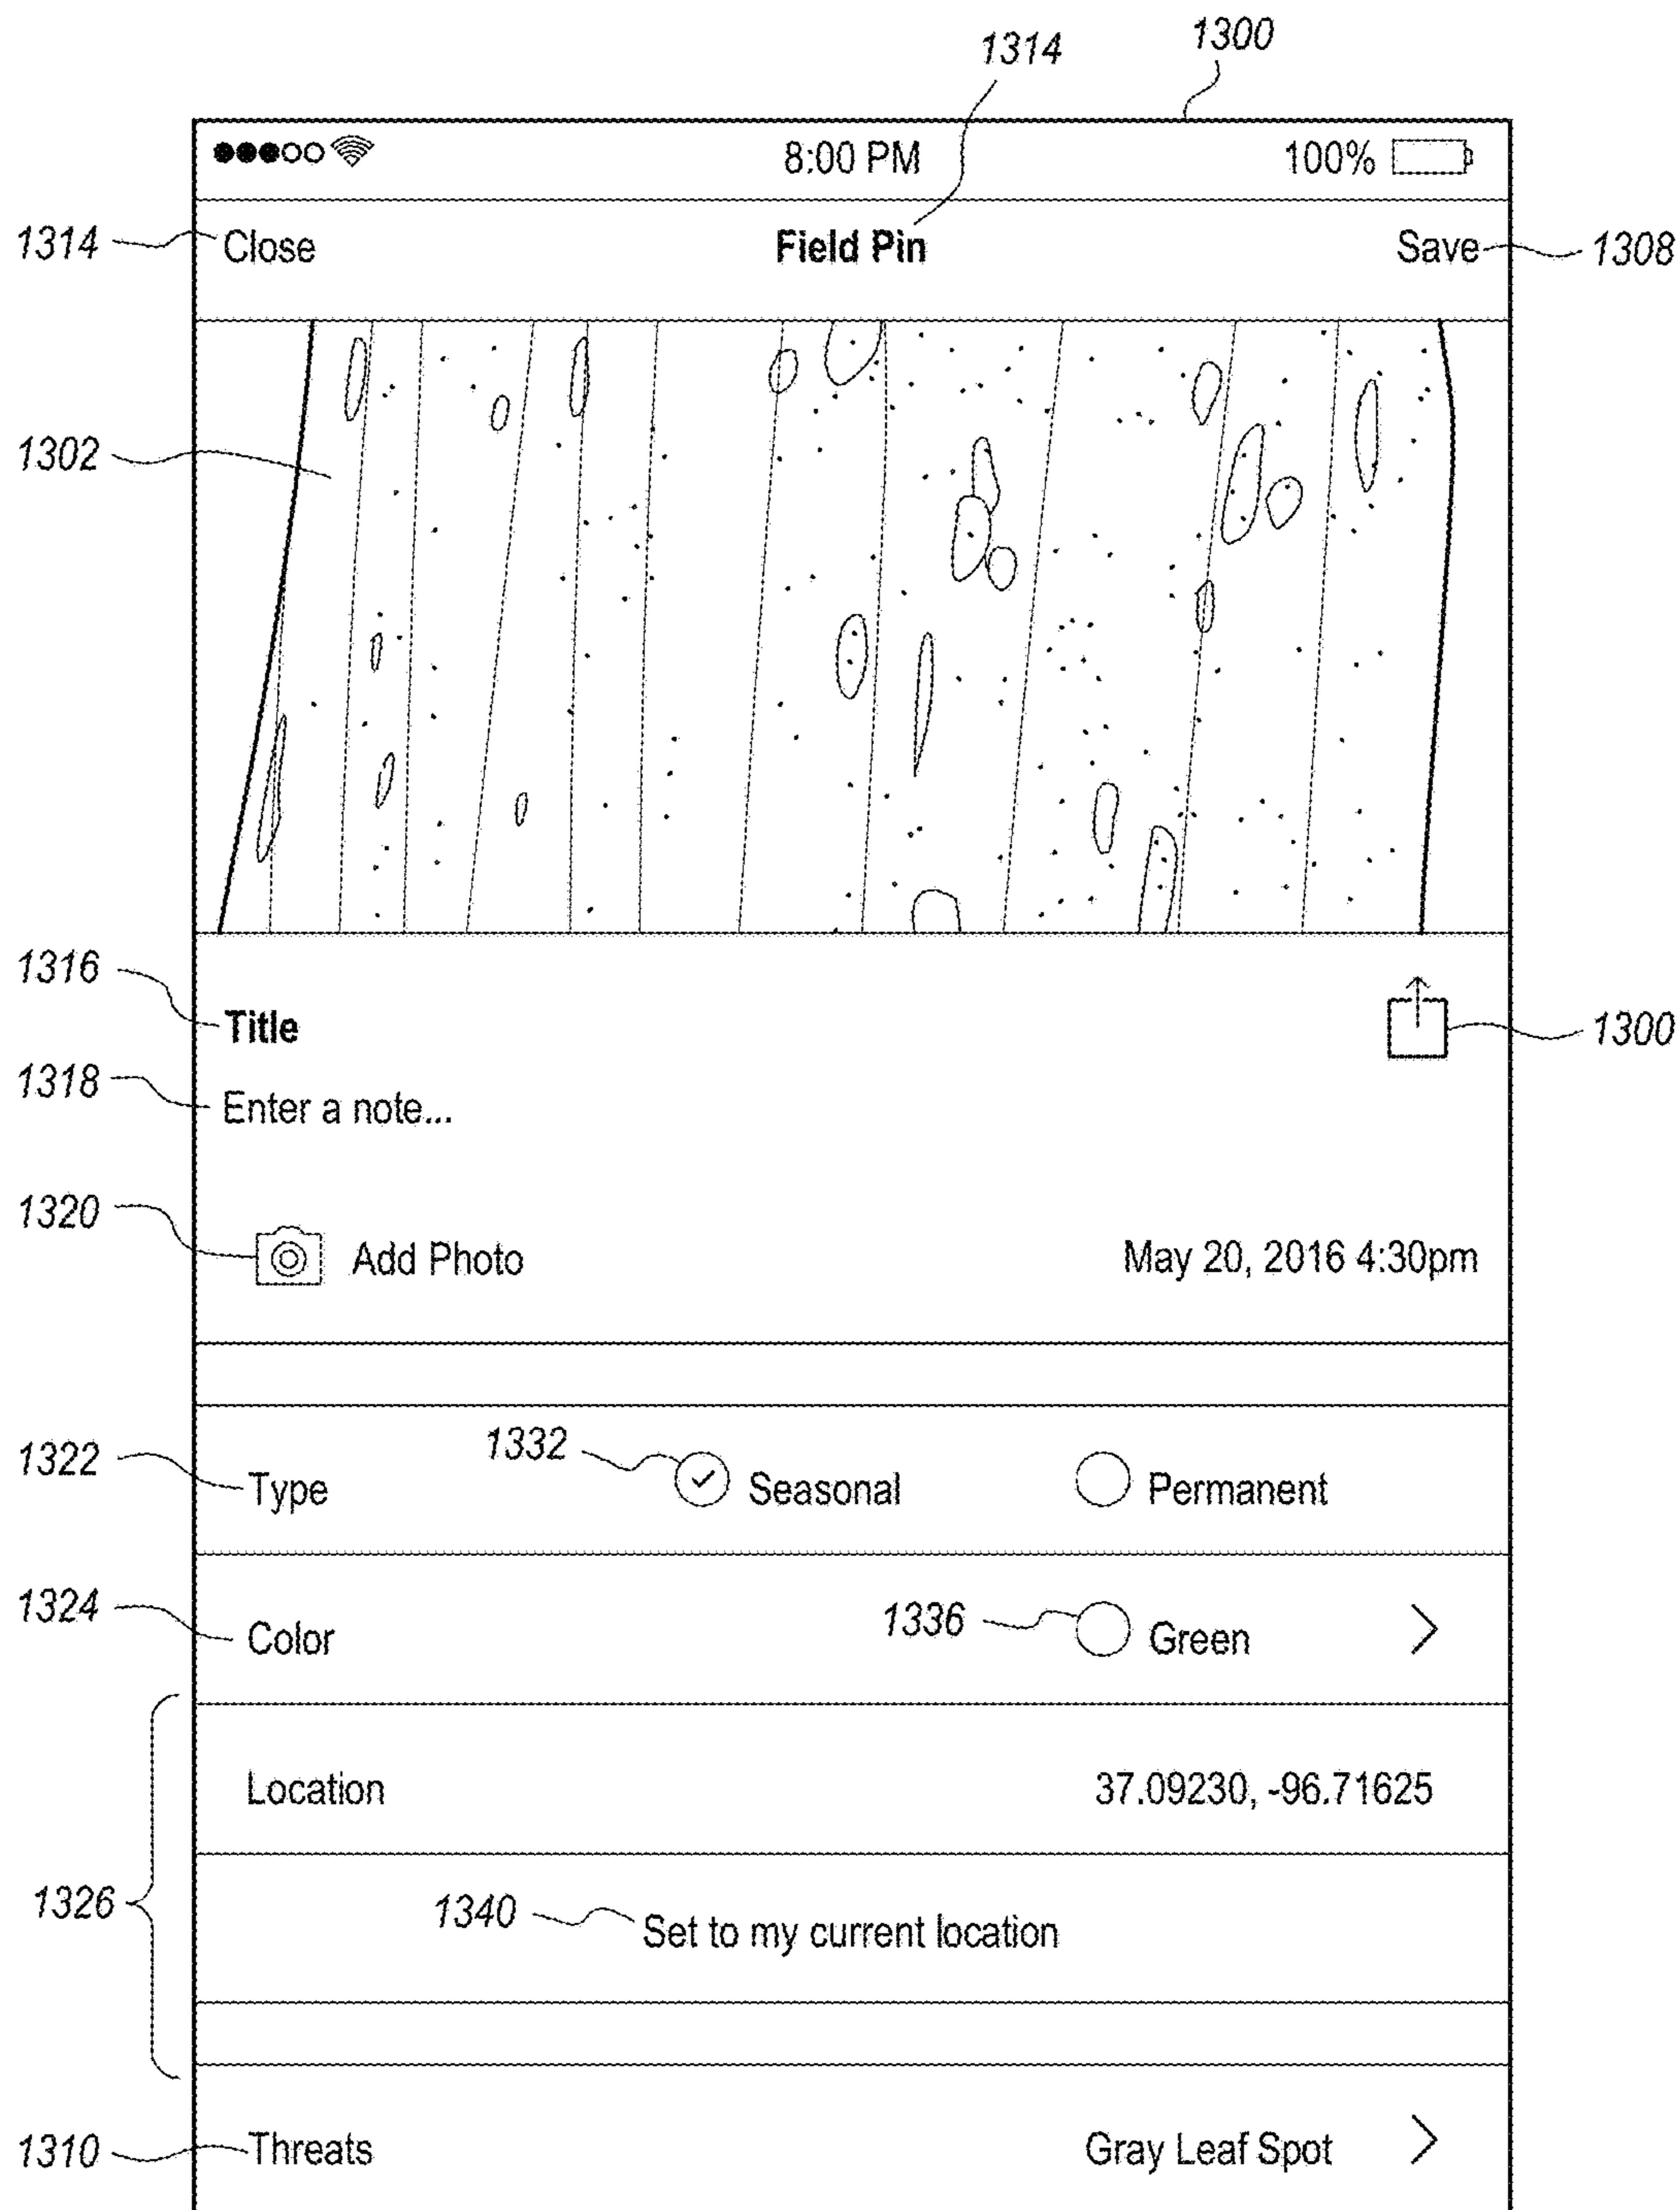 1314 1300
8:00 PM 100%
1314 Close Field Pin Save 1308
1302
1316
Title 1300
1318
Enter a note...
1320
Add Photo May 20, 2016 4:30pm
1322 Type 1332 Seasonal Permanent
1324 Color 1336 Green >
Location 37.09230, -96.71625
1326 1340 Set to my current location
1310 Threats Gray Leaf Spot >